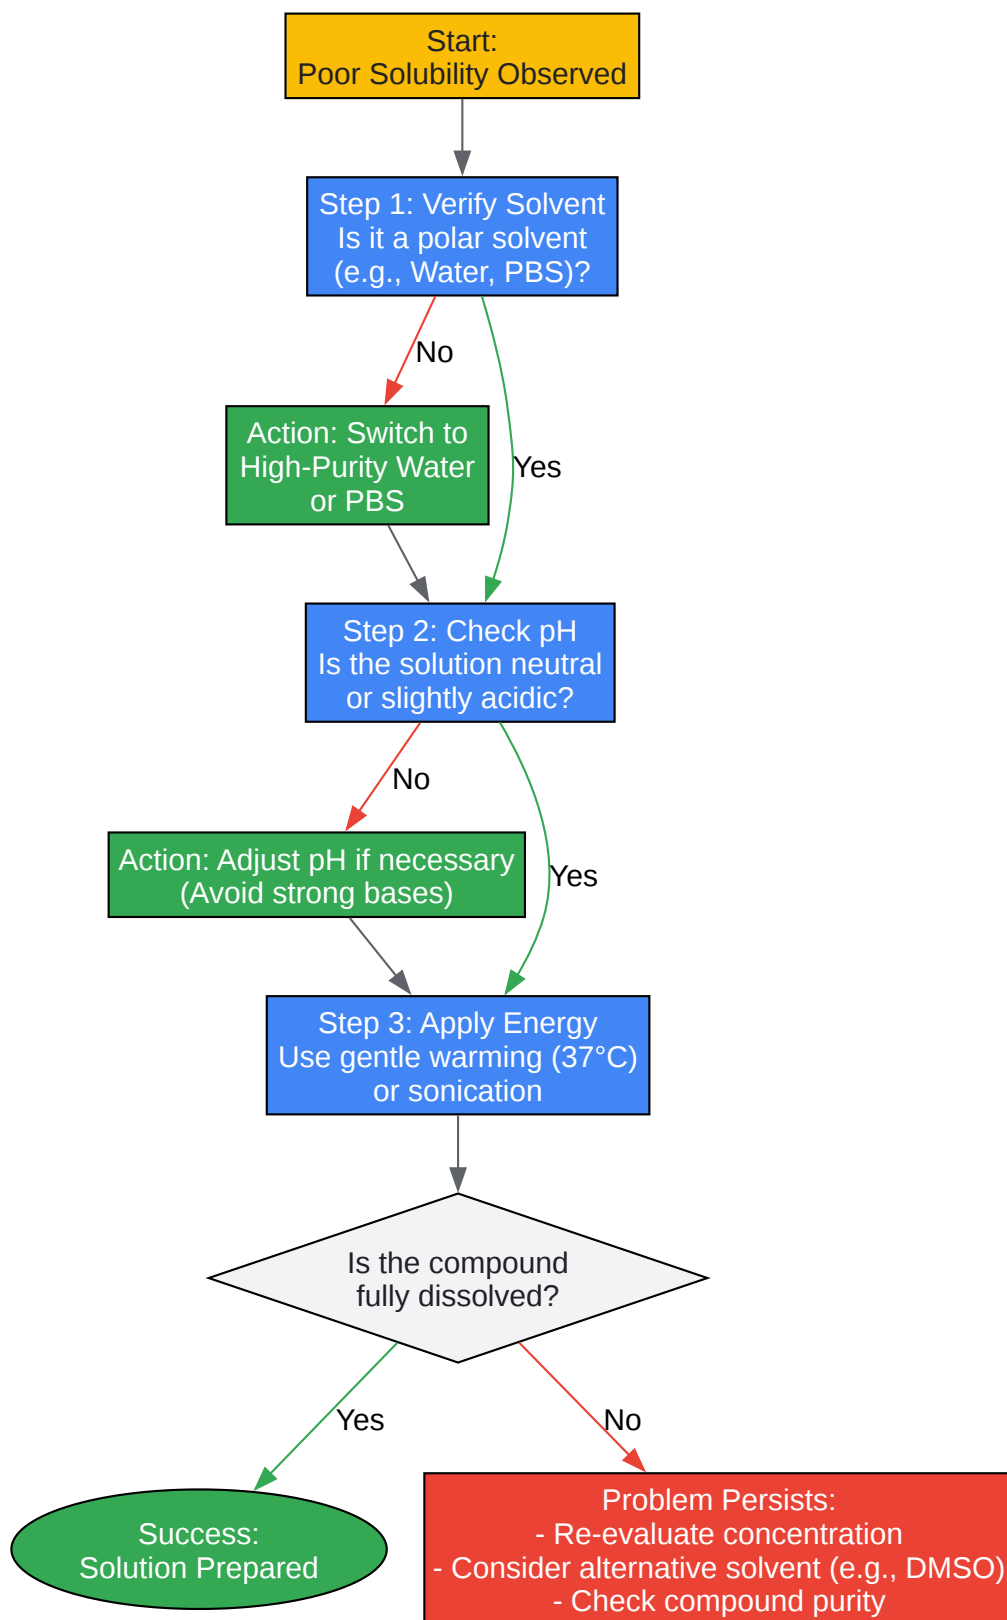 Start:
Poor Solubility Observed
Step 1: Verify Solvent
Is it a polar solvent
(e.g., Water, PBS)?
No
Yes
Action: Switch to
High-Purity Water
or PBS
Step 2: Check pH
Is the solution neutral
or slightly acidic?
No
Yes
Action: Adjust pH if necessary
(Avoid strong bases)
Step 3: Apply Energy
Use gentle warming (37°C)
or sonication
Is the compound
fully dissolved?
Yes
No
Success:
Solution Prepared
Problem Persists:
- Re-evaluate concentration
- Consider alternative solvent (e.g., DMSO)
- Check compound purity